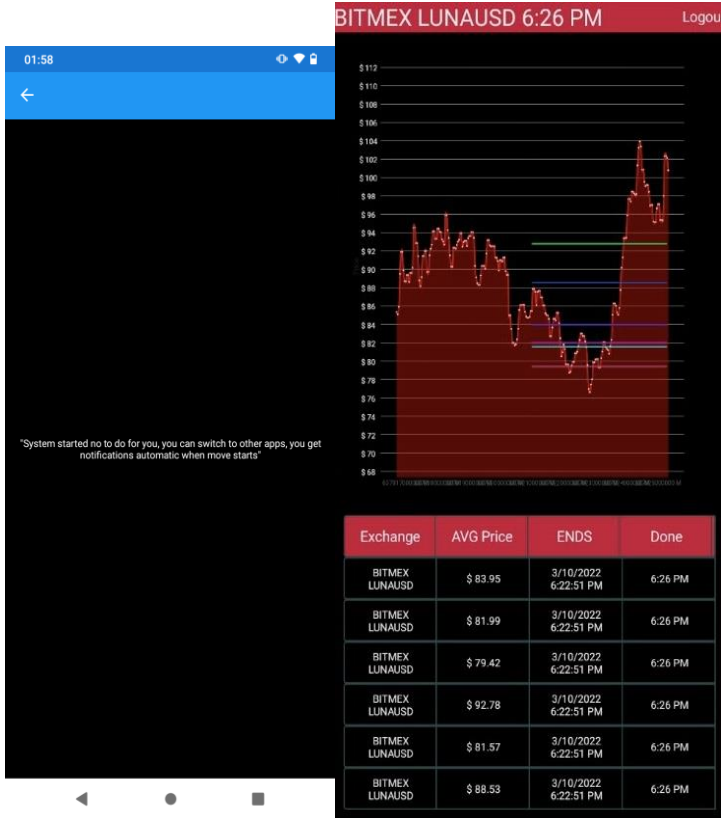 01:58
"System started no to do for you, you can switch to other apps, you get
notifications automatic when move starts"
BITMEX LUNAUSD 6:26 PM
Logou
$ 112
$ 110
$ 108
$ 106
$ 104
$ 102
$ 100
$ 98
$ 96
$ 94
$ 92
$ 90
$ 88
$ 86
$ 84
$ 82
$ 80
$ 78
$ 76
$ 74
$ 72
$ 70
$ 68
Exchange AVG Price ENDS Done
BITMEX
LUNAUSD
$ 83.95
3/10/2022
6:22:51 PM
6:26 PM
BITMEX
LUNAUSD
$ 81.99
3/10/2022
6:22:51 PM
6:26 PM
BITMEX
LUNAUSD
$ 79.42
3/10/2022
6:22:51 PM
6:26 PM
BITMEX
LUNAUSD
$ 92.78
3/10/2022
6:22:51 PM
6:26 PM
BITMEX
LUNAUSD
$ 81.57
3/10/2022
6:22:51 PM
6:26 PM
BITMEX
LUNAUSD
$ 88.53
3/10/2022
6:22:51 PM
6:26 PM